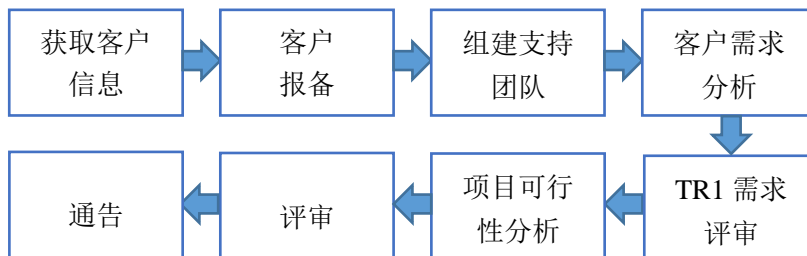 获取客户
信息
客户
报备
组建支持
团队
客户需求
分析
TR1 需求
评审
项目可行
性分析
评审
通告